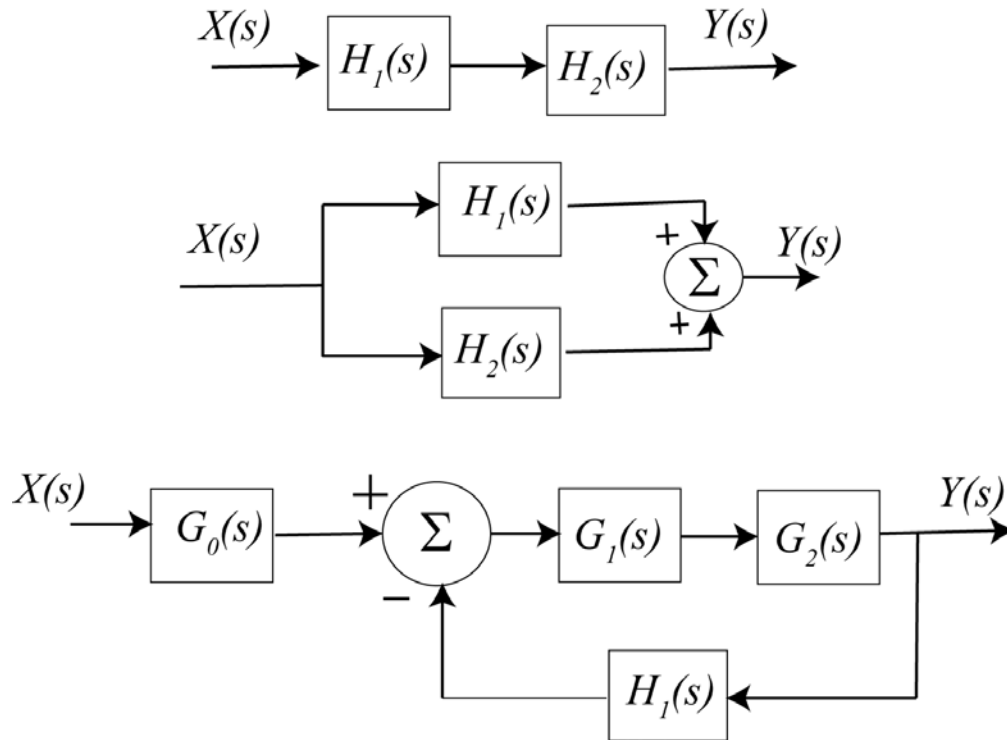 X(s) H₁(s) H₂(s) Y(s)
H₁(s)
X(s) + Σ Y(s)
+
H₂(s)
X(s) G₀(s) + Σ G₁(s) G₂(s) Y(s)
−
H₁(s)